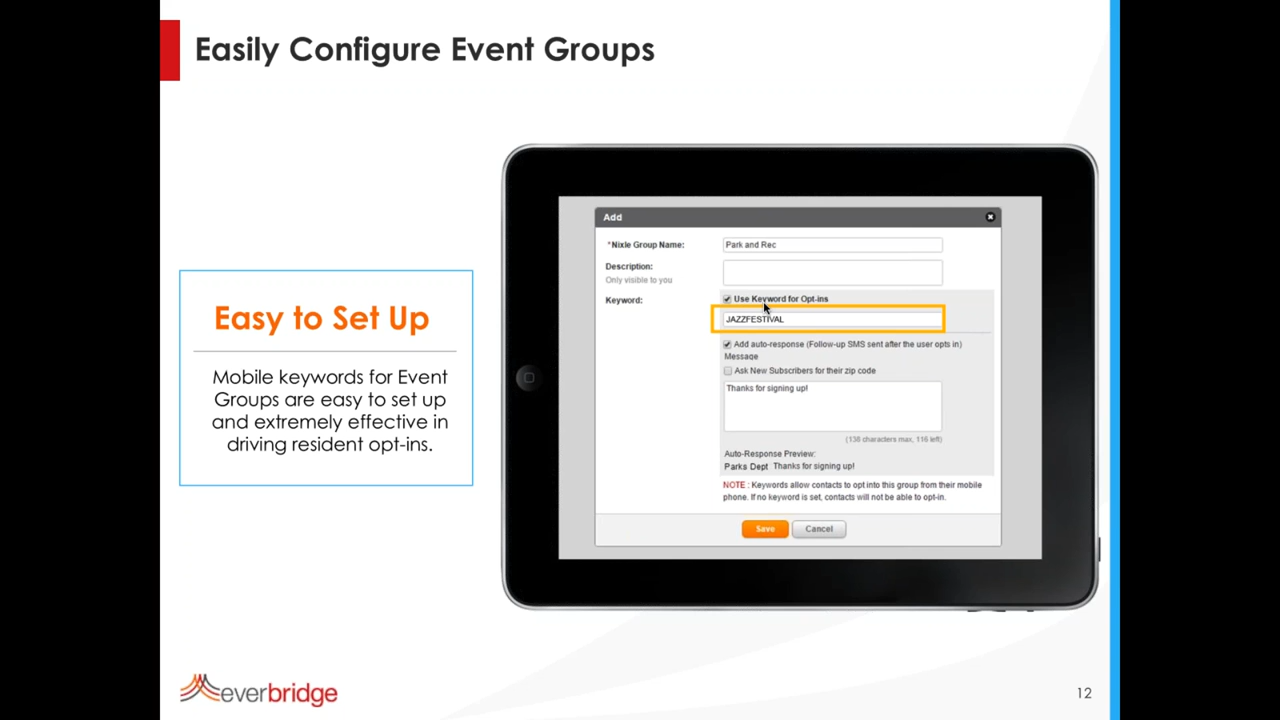 Easily Configure Event Groups
Easy to Set Up
Mobile keywords for Event
Groups are easy to set up
and extremely effective in
driving resident opt-ins.
Add
*Nixle Group Name:
Park and Rec
Description:
Only visible to you
Keyword:
Use Keyword for Opt-ins
JAZZFESTIVAL
Add auto-response (Follow-up SMS sent after the user opts in)
Message
Ask New Subscribers for their zip code
Thanks for signing up!
(138 characters max, 116 left)
Auto-Response Preview:
Parks Dept Thanks for signing up!
NOTE : Keywords allow contacts to opt into this group from their mobile
phone. If no keyword is set, contacts will not be able to opt-in.
Save
Cancel
everbridge
12